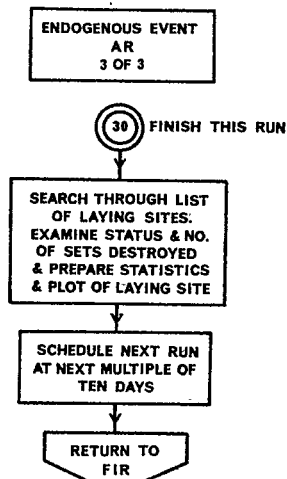 ENDOGENOUS EVENT
AR
3 OF 3
30 FINISH THIS RUN
SEARCH THROUGH LIST
OF LAYING SITES.
EXAMINE STATUS & NO.
OF SETS DESTROYED
& PREPARE STATISTICS
& PLOT OF LAYING SITE
SCHEDULE NEXT RUN
AT NEXT MULTIPLE OF
TEN DAYS
RETURN TO
FIR